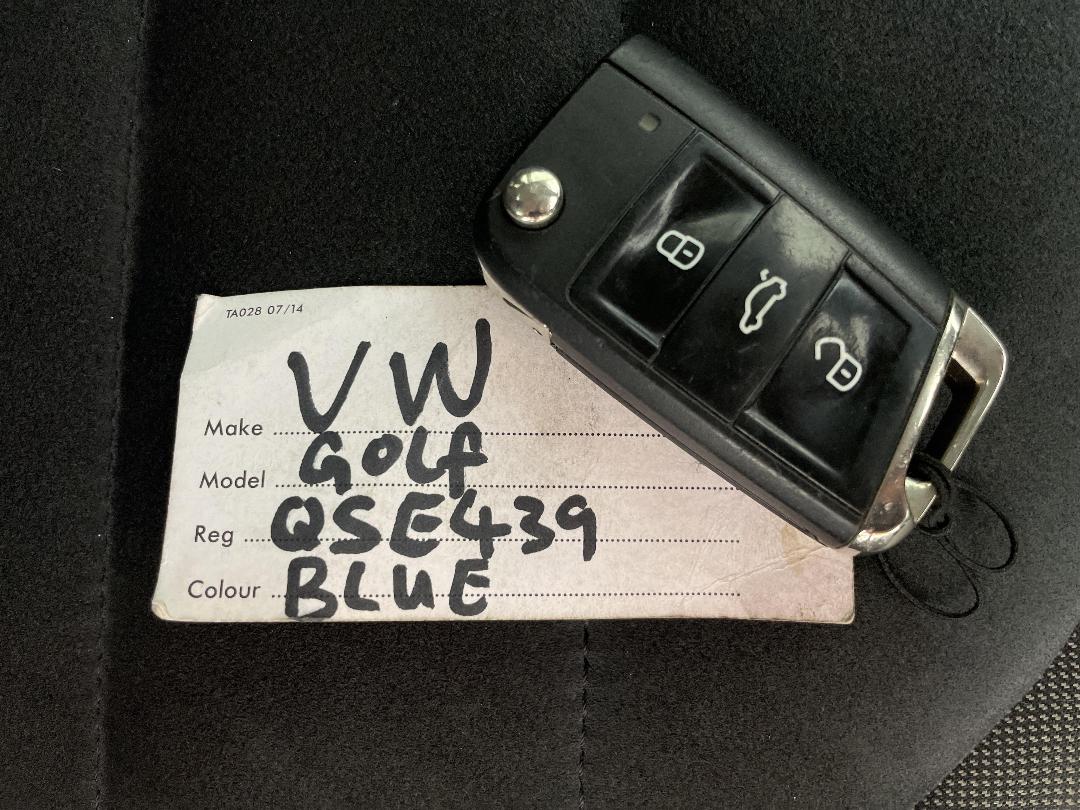 TA028 07/14
Make VW
Model GOLf
Reg QSE439
Colour BLUE